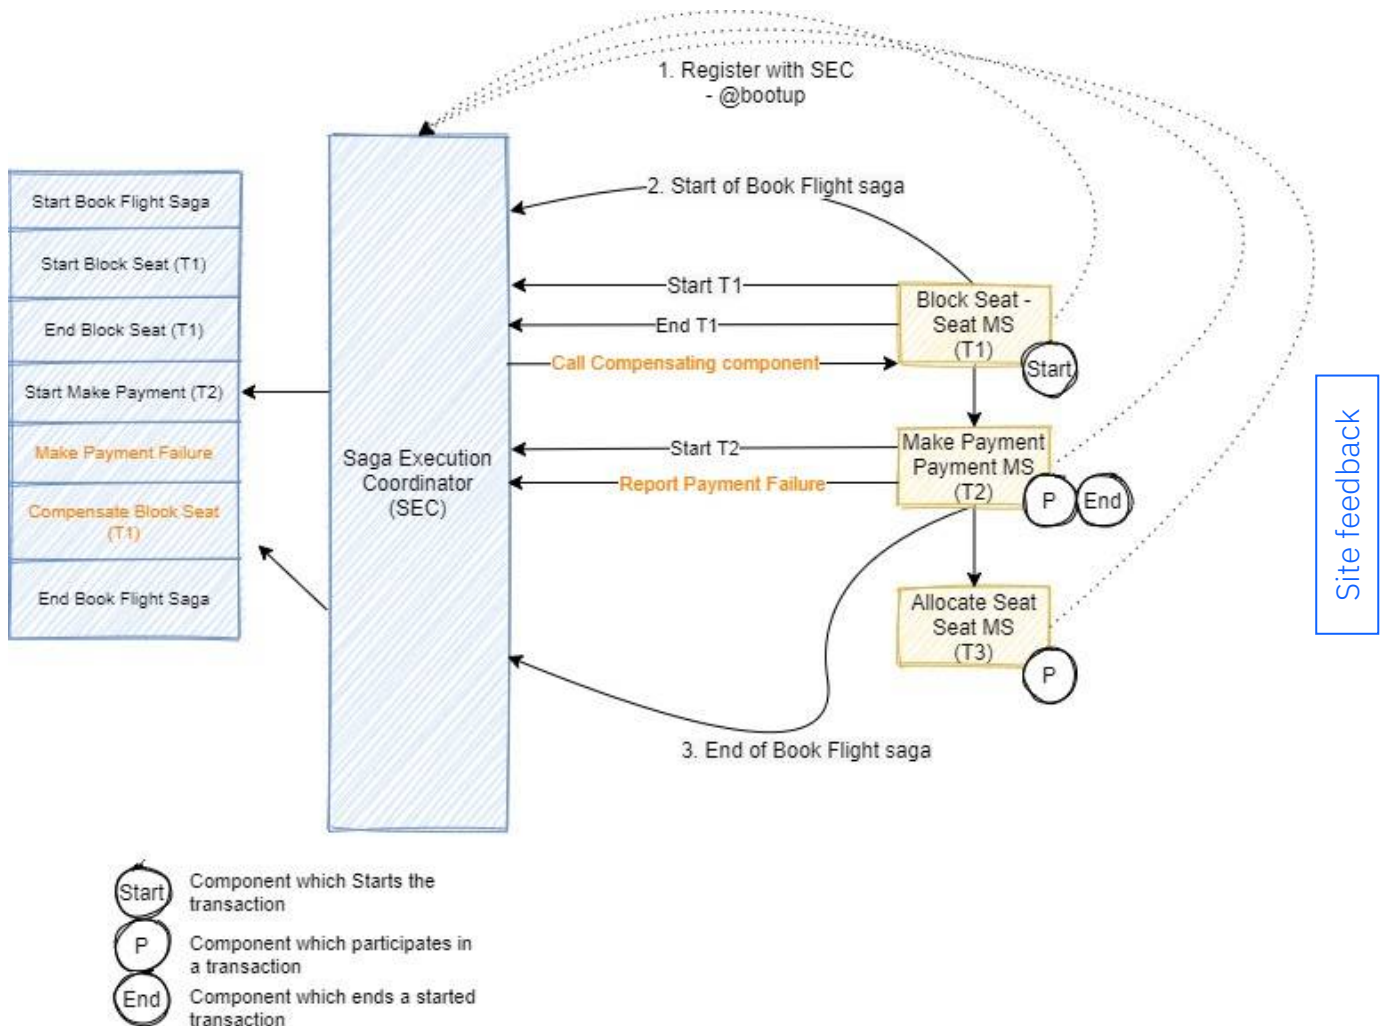 1. Register with SEC
- @bootup
2. Start of Book Flight saga
Start Book Flight Saga
Start Block Seat (T1)
End Block Seat (T1)
Start Make Payment (T2)
Make Payment Failure
Compensate Block Seat
(T1)
End Book Flight Saga
Saga Execution
Coordinator
(SEC)
Start T1
End T1
Call Compensating component
Start T2
Report Payment Failure
Block Seat -
Seat MS
(T1)
Start
Make Payment
Payment MS
(T2)
P
End
Allocate Seat
Seat MS
(T3)
P
3. End of Book Flight saga
Site feedback
Start
Component which Starts the
transaction
P
Component which participates in
a transaction
End
Component which ends a started
transaction